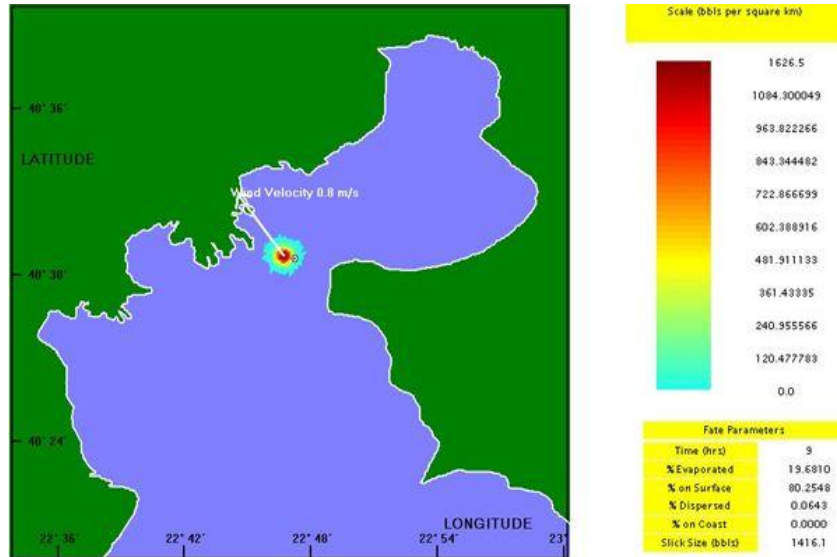 Scale (bbls per square km)
1626.5
1084.300049
963.822266
843.344482
722.866699
602.388916
481.911133
361.43335
240.955566
120.477783
0.0
40° 36'
LATITUDE
Wind Velocity 0.8 m/s
40° 30'
40° 24'
LONGITUDE
22° 36' 22° 42' 22° 48' 22° 54' 23°
Fate Parameters
Time (hrs) 9
% Evaporated 19.6810
% on Surface 80.2548
% Dispersed 0.0643
% on Coast 0.0000
Slick Size (bbls) 1416.1